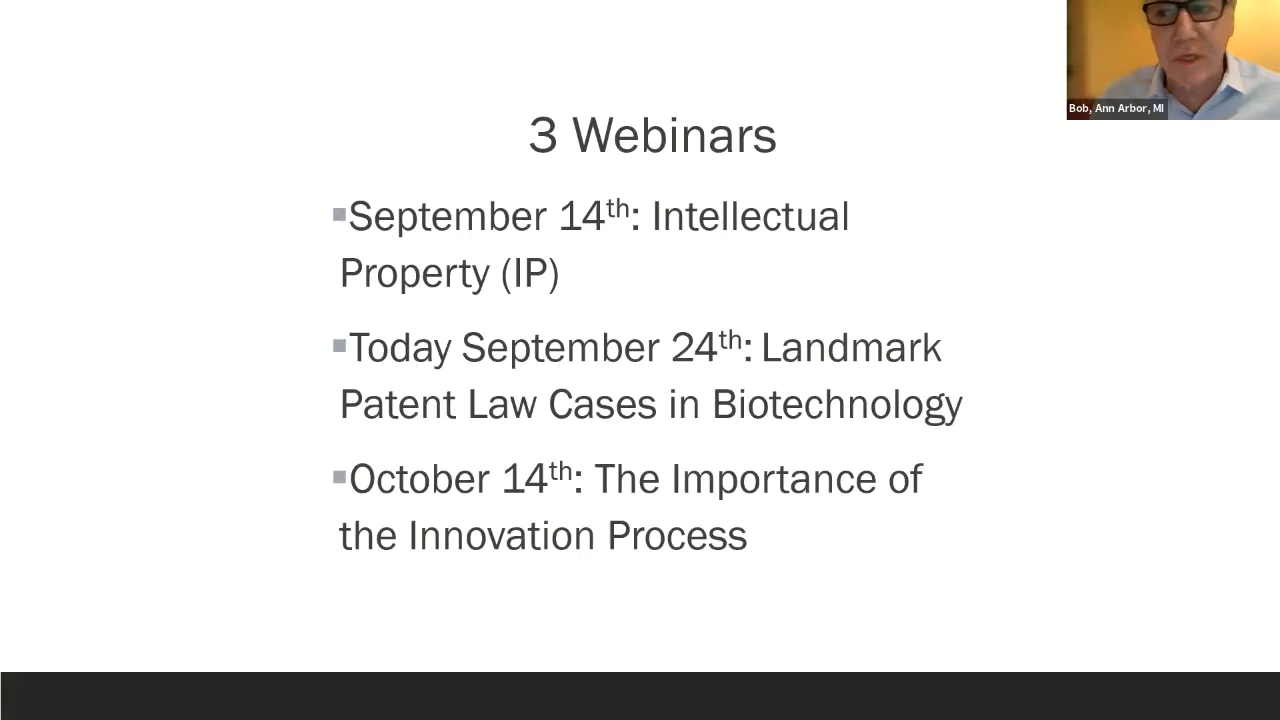 Bob, Ann Arbor, MI
3 Webinars
▪September 14th: Intellectual
Property (IP)
▪Today September 24th: Landmark
Patent Law Cases in Biotechnology
▪October 14th: The Importance of
the Innovation Process